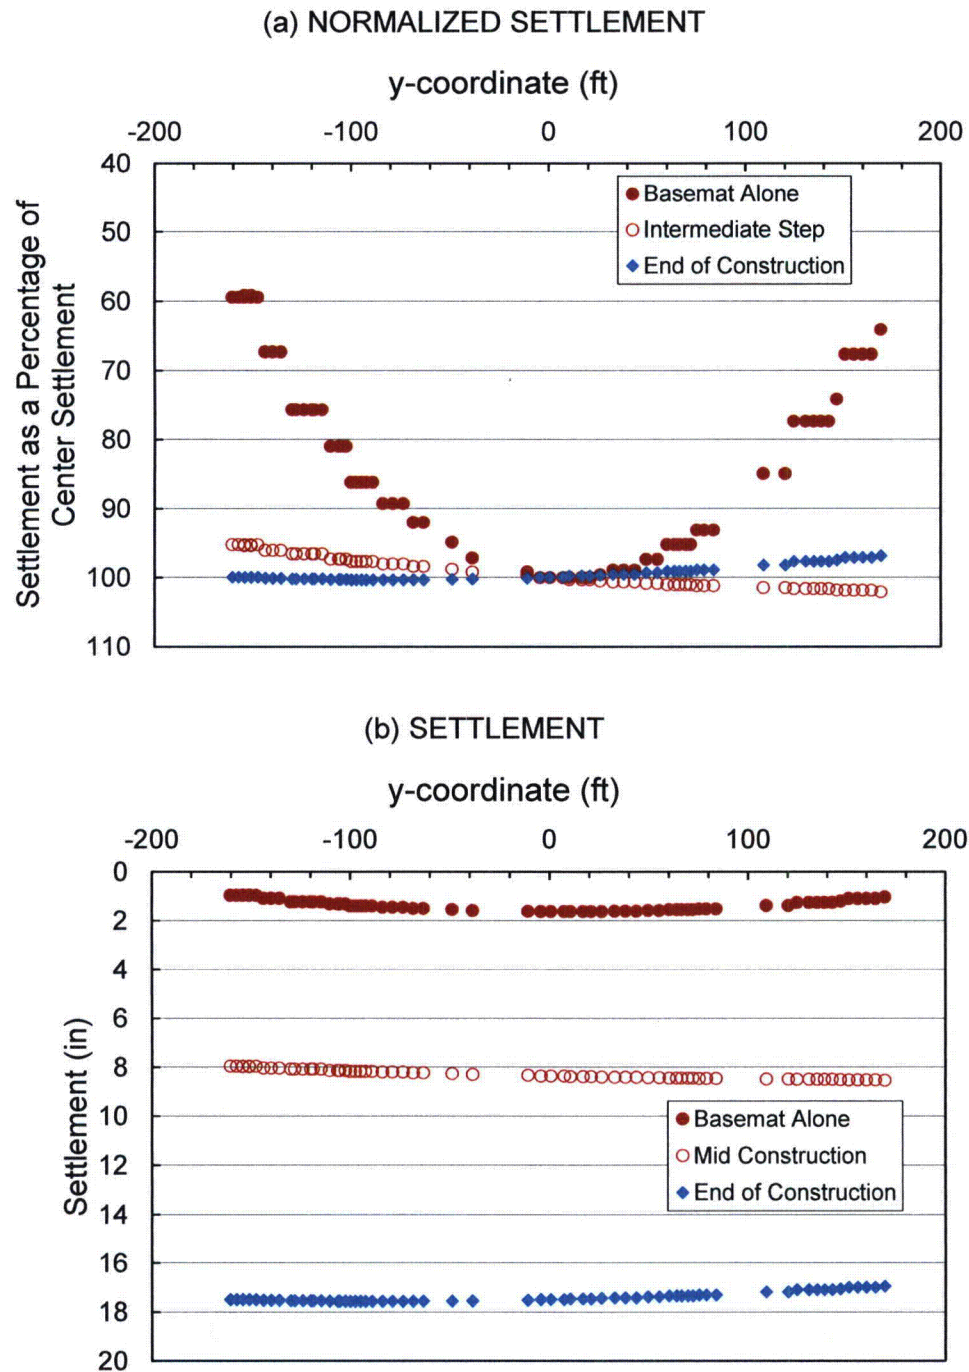 (a) NORMALIZED SETTLEMENT
y-coordinate (ft)
-200 -100 0 100 200
40
50
60
70
80
90
100
110
Settlement as a Percentage of
Center Settlement
Basemat Alone
Intermediate Step
End of Construction
(b) SETTLEMENT
y-coordinate (ft)
-200 -100 0 100 200
0
2
4
6
8
10
12
14
16
18
20
Settlement (in)
Basemat Alone
Mid Construction
End of Construction